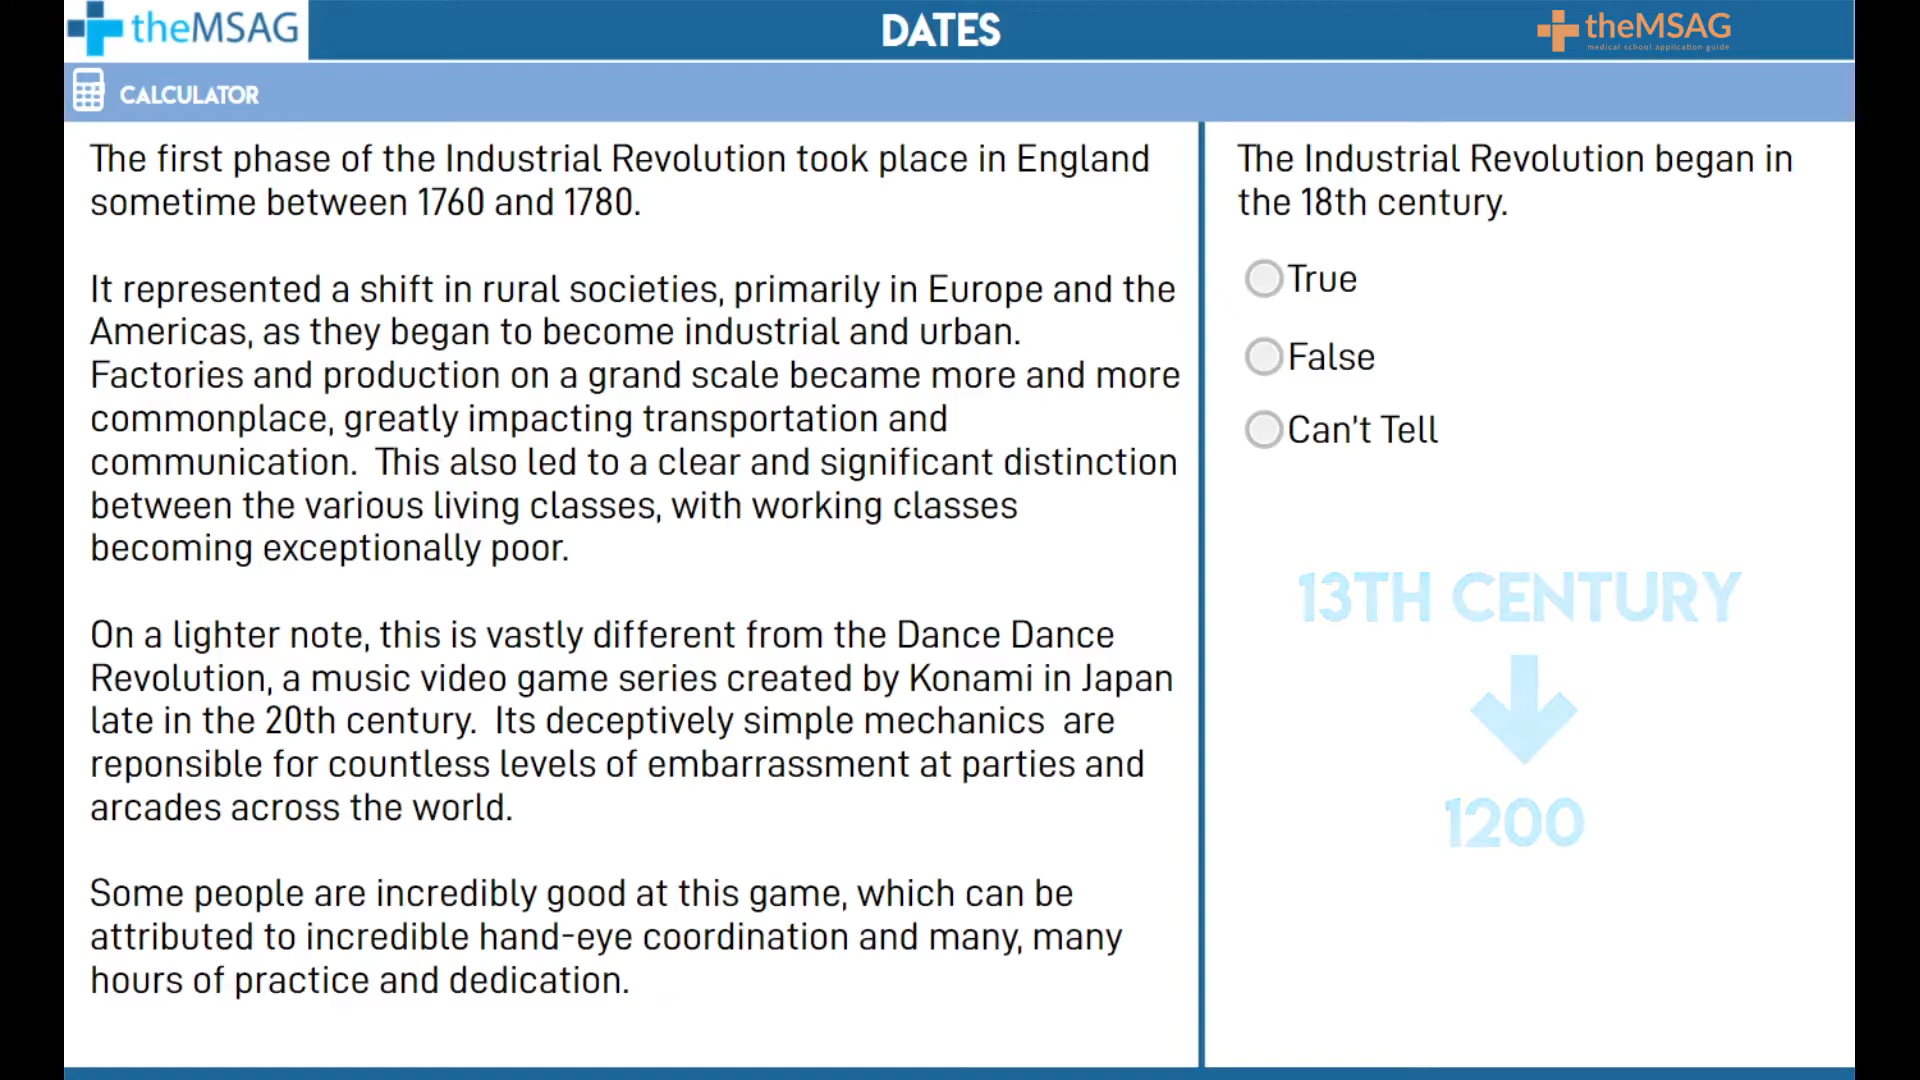 theMSAG
DATES
theMSAG
medical school application guide
CALCULATOR
The first phase of the Industrial Revolution took place in England
sometime between 1760 and 1780.
It represented a shift in rural societies, primarily in Europe and the
Americas, as they began to become industrial and urban.
Factories and production on a grand scale became more and more
commonplace, greatly impacting transportation and
communication.  This also led to a clear and significant distinction
between the various living classes, with working classes
becoming exceptionally poor.
On a lighter note, this is vastly different from the Dance Dance
Revolution, a music video game series created by Konami in Japan
late in the 20th century.  Its deceptively simple mechanics  are
reponsible for countless levels of embarrassment at parties and
arcades across the world.
Some people are incredibly good at this game, which can be
attributed to incredible hand-eye coordination and many, many
hours of practice and dedication.
The Industrial Revolution began in
the 18th century.
True
False
Can't Tell
13TH CENTURY
1200